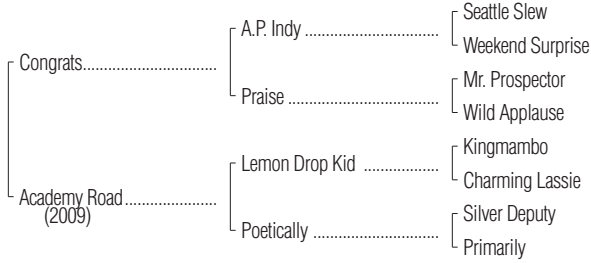 Seattle Slew
A.P. Indy
Weekend Surprise
Congrats
Mr. Prospector
Praise
Wild Applause
Kingmambo
Lemon Drop Kid
Charming Lassie
Academy Road
(2009)
Silver Deputy
Poetically
Primarily